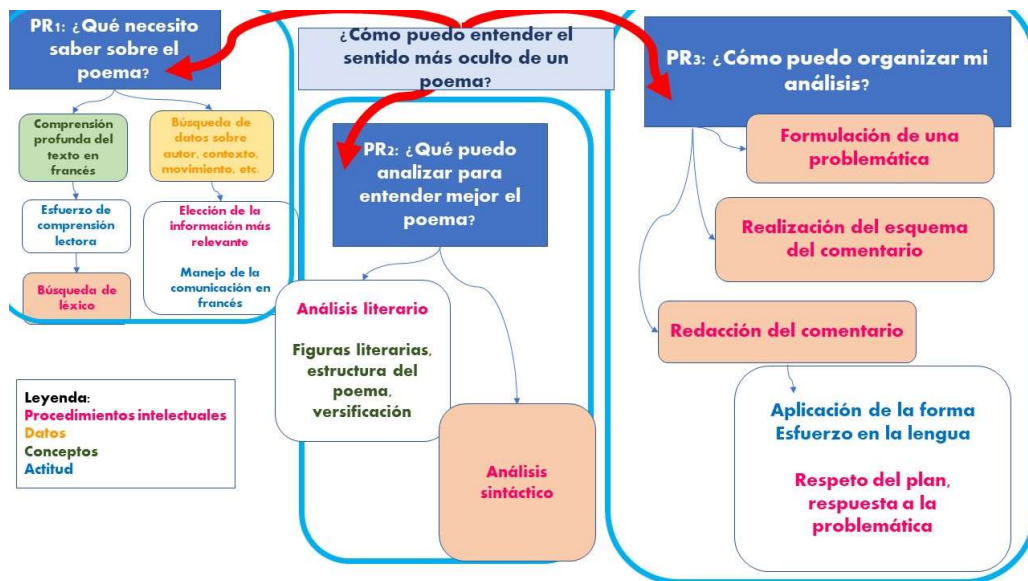 PR1: ¿Qué necesito
saber sobre el
poema?
Comprensión
profunda del
texto en
francés
Búsqueda de
datos sobre
autor, contexto,
movimiento, etc.
Esfuerzo de
comprensión
lectora
Elección de la
información más
relevante
Manejo de la
comunicación en
francés
Búsqueda de
léxico
¿Cómo puedo entender el
sentido más oculto de un
poema?
PR2: ¿Qué puedo
analizar para
entender mejor el
poema?
Análisis literario
Figuras literarias,
estructura del
poema,
versificación
Análisis
sintáctico
PR3: ¿Cómo puedo organizar mi
análisis?
Formulación de una
problemática
Realización del esquema
del comentario
Redacción del comentario
Aplicación de la forma
Esfuerzo en la lengua
Respeto del plan,
respuesta a la
problemática
Leyenda:
Procedimientos intelectuales
Datos
Conceptos
Actitud